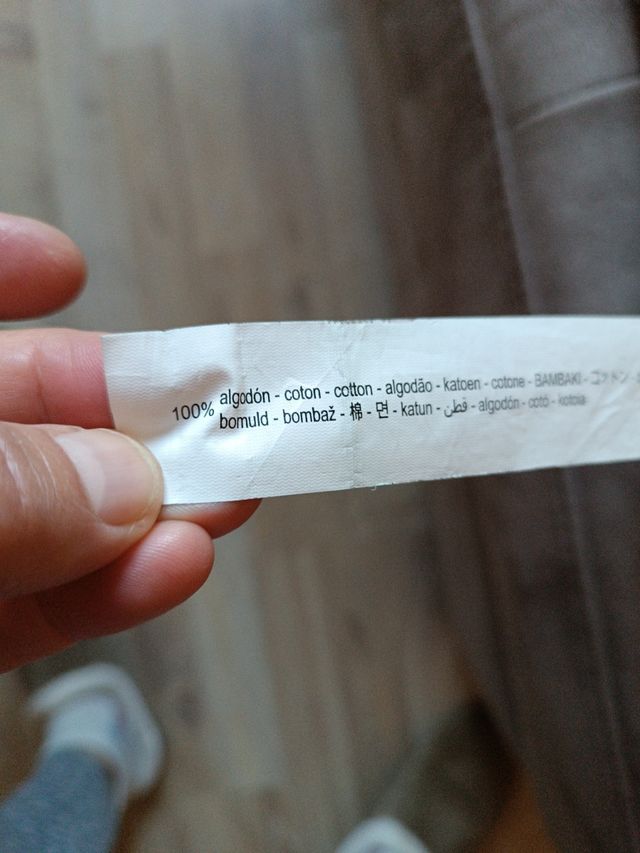 100% algodón - coton - cotton - algodão - katoen - cotone - BAMBAKI - コットン -
bomuld - bombaž - 棉 - 면 - katun - قطن - algodón - cotó - kotoia